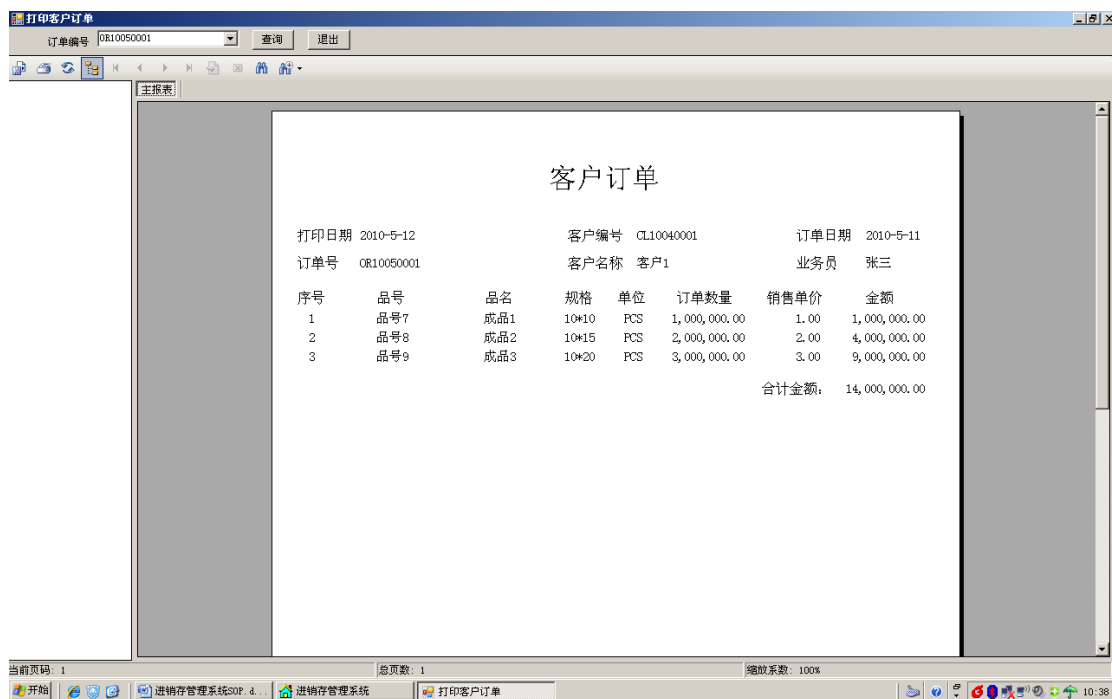 打印客户订单
订单编号 OR10050001 查询 退出
主报表
客户订单
打印日期 2010-5-12 客户编号 CL10040001 订单日期 2010-5-11
订单号 OR10050001 客户名称 客户1 业务员 张三
序号 品号 品名 规格 单位 订单数量 销售单价 金额
1 品号7 成品1 10*10 PCS 1,000,000.00 1.00 1,000,000.00
2 品号8 成品2 10*15 PCS 2,000,000.00 2.00 4,000,000.00
3 品号9 成品3 10*20 PCS 3,000,000.00 3.00 9,000,000.00
合计金额: 14,000,000.00
当前页码: 1 总页数: 1 缩放系数: 100%
开始 进销存管理系统SOP.d... 进销存管理系统 打印客户订单 10:38